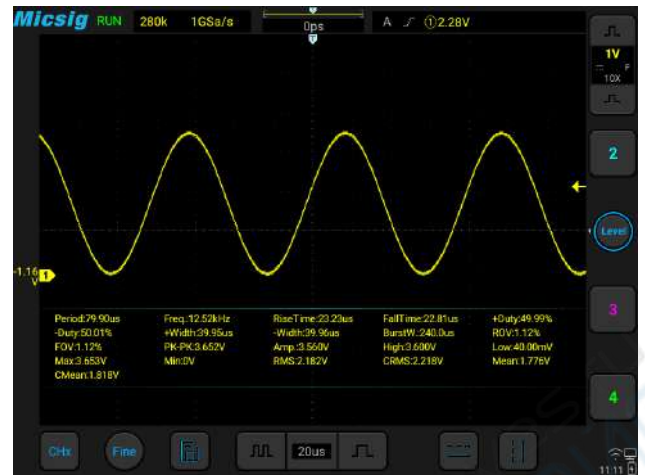 Micsig RUN 280k 1GSa/s 0ps A ①2.28V
T
1V
F
10X
2
Level
-1.16
V
1
3
Period:79.90us Freq:12.52kHz RiseTime:23.23us FallTime:22.81us +Duty:49.99%
-Duty:50.01% +Width:39.95us -Width:39.96us BurstW:240.0us ROV:1.12%
FOV:1.12% PK-PK:3.652V Amp.:3.560V High:3.600V Low:40.00mV
Max:3.653V Min:0V RMS:2.182V CRMS:2.218V Mean:1.776V
CMean:1.818V
4
CHx Fine 20us
11:11